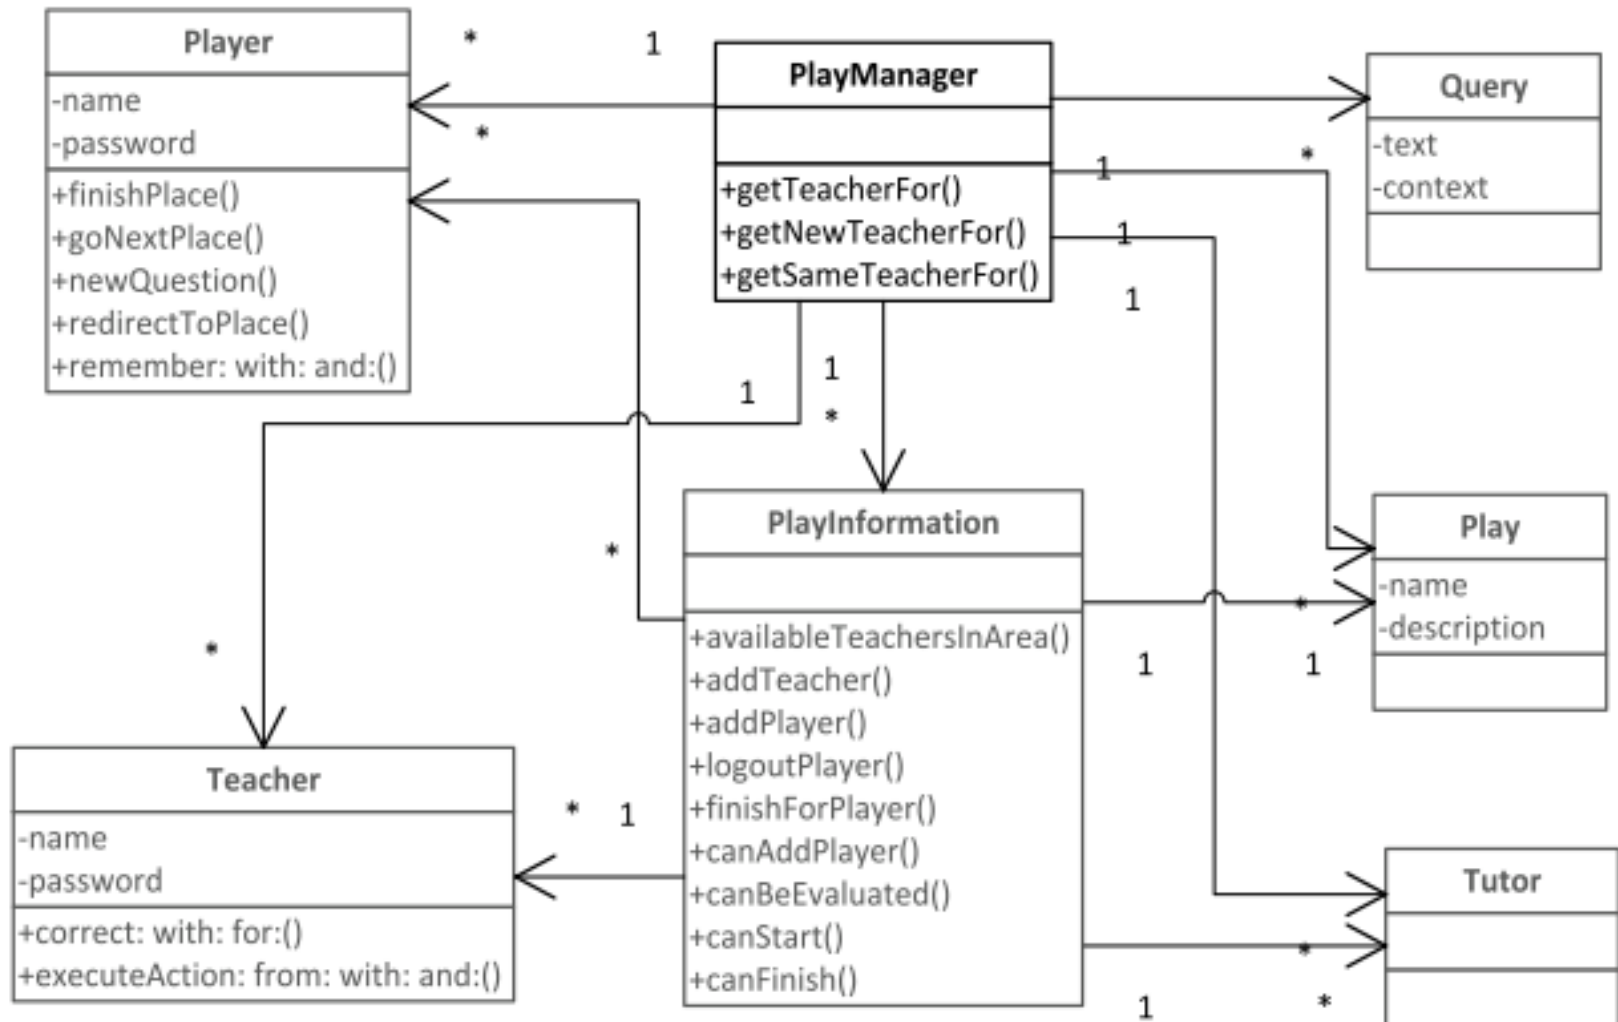 Player
-name
-password
+finishPlace()
+goNextPlace()
+newQuestion()
+redirectToPlace()
+remember: with: and:()
*
1
*
PlayManager
+getTeacherFor()
+getNewTeacherFor()
+getSameTeacherFor()
Query
-text
-context
1
*
1
1
1
1
*
*
*
PlayInformation
+availableTeachersInArea()
+addTeacher()
+addPlayer()
+logoutPlayer()
+finishForPlayer()
+canAddPlayer()
+canBeEvaluated()
+canStart()
+canFinish()
Play
-name
-description
*
1
1
Teacher
-name
-password
+correct: with: for:()
+executeAction: from: with: and:()
*
1
Tutor
*
1
*